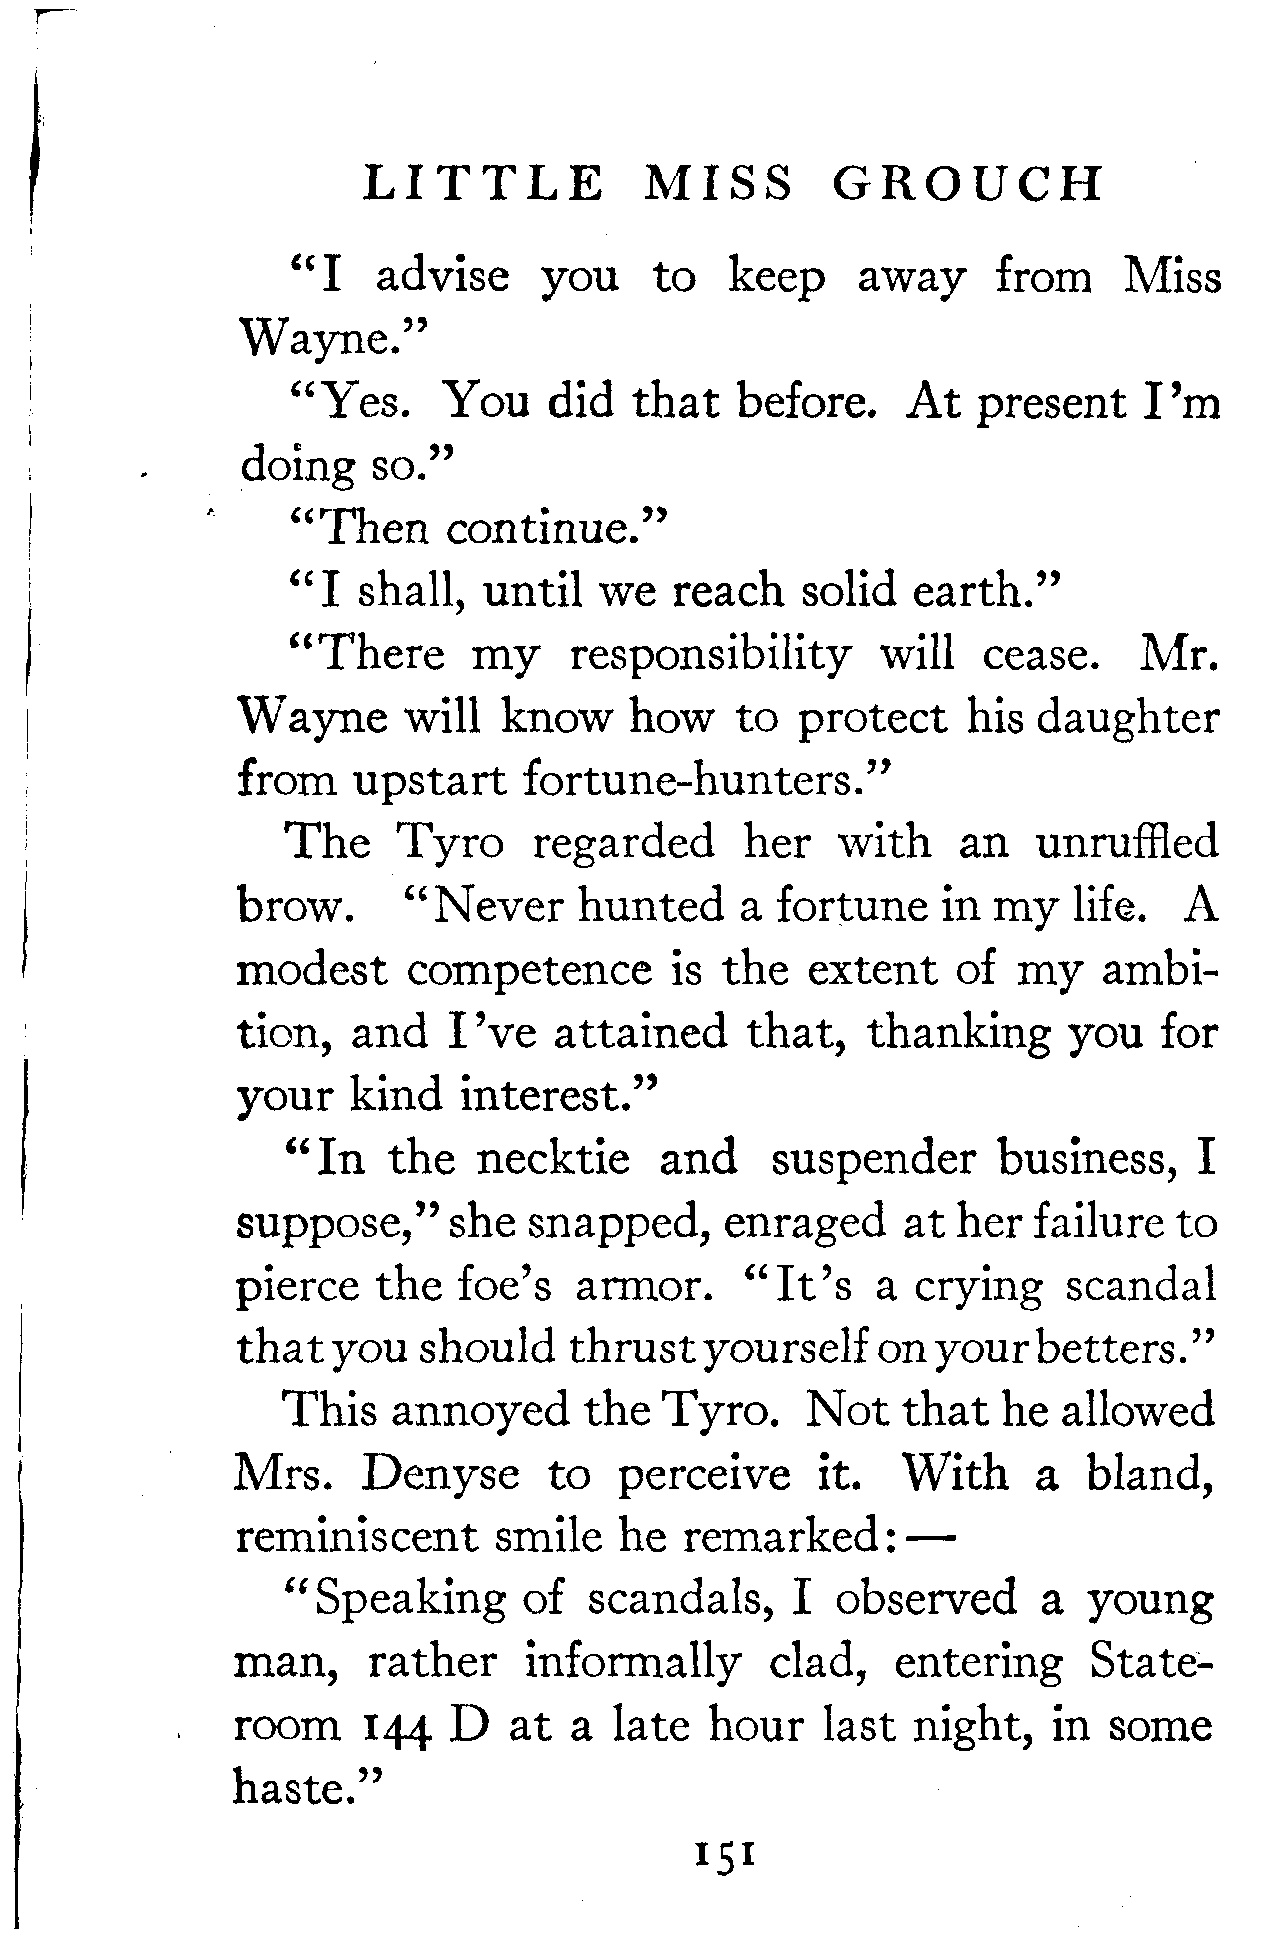 LITTLE MISS GROUCH
“I advise you to keep away from Miss
Wayne.”
“Yes. You did that before. At present I’m
doing so.”
“Then continue.”
“I shall, until we reach solid earth.”
“There my responsibility will cease. Mr.
Wayne will know how to protect his daughter
from upstart fortune-hunters.”
The Tyro regarded her with an unruffled
brow. “Never hunted a fortune in my life. A
modest competence is the extent of my ambi-
tion, and I’ve attained that, thanking you for
your kind interest.”
“In the necktie and suspender business, I
suppose,” she snapped, enraged at her failure to
pierce the foe’s armor. “It’s a crying scandal
that you should thrust yourself on your betters.”
This annoyed the Tyro. Not that he allowed
Mrs. Denyse to perceive it. With a bland,
reminiscent smile he remarked:—
“Speaking of scandals, I observed a young
man, rather informally clad, entering State-
room 144 D at a late hour last night, in some
haste.”
151